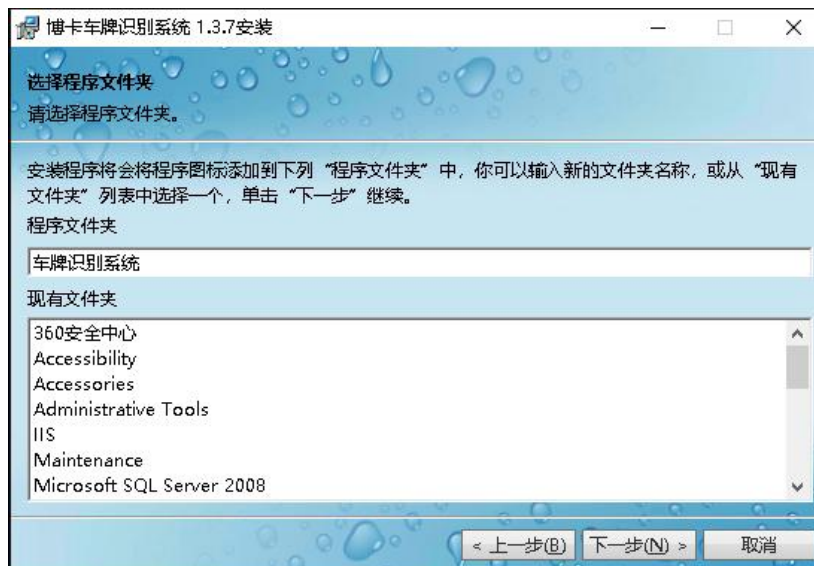 博卡车牌识别系统 1.3.7安装
选择程序文件夹
请选择程序文件夹。
安装程序将会将程序图标添加到下列“程序文件夹”中，你可以输入新的文件夹名称，或从“现有
文件夹”列表中选择一个，单击“下一步”继续。
程序文件夹
车牌识别系统
现有文件夹
360安全中心
Accessibility
Accessories
Administrative Tools
IIS
Maintenance
Microsoft SQL Server 2008
< 上一步(B)
下一步(N) >
取消